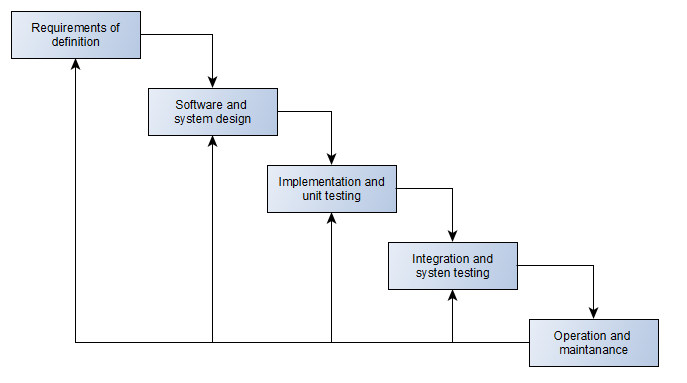 Requirements of
definition
Software and
system design
Implementation and
unit testing
Integration and
systen testing
Operation and
maintanance